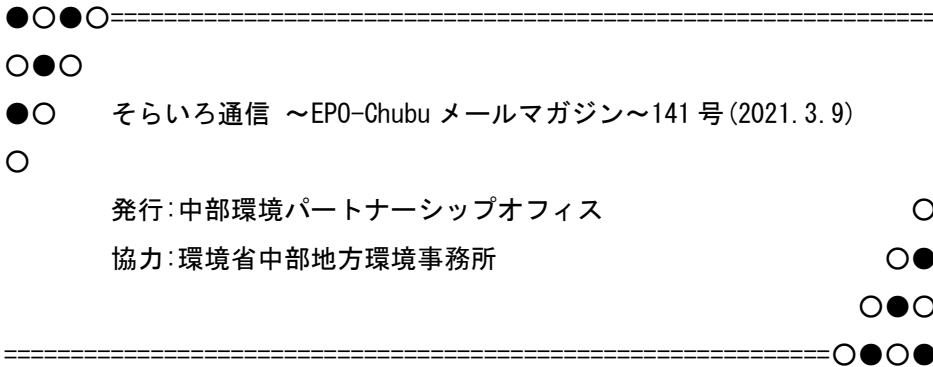 ●○●○==============================================================
○●○
●○　　そらいろ通信　～EPO-Chubu メールマガジン～141 号(2021.3.9)
○
発行:中部環境パートナーシップオフィス　　○
協力:環境省中部地方環境事務所　　○●
○●○
==============================================================○●○●